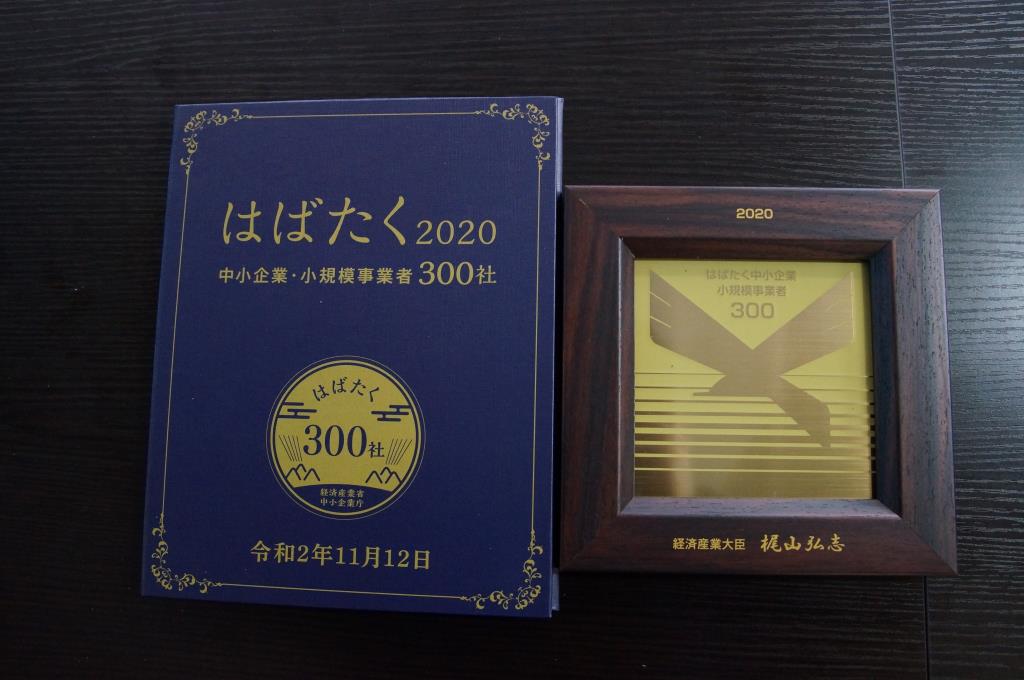 はばたく2020
中小企業・小規模事業者 300社
はばたく
300社
経済産業省
中小企業庁
令和2年11月12日
2020
はばたく中小企業
小規模事業者
300
経済産業大臣 梶山弘志